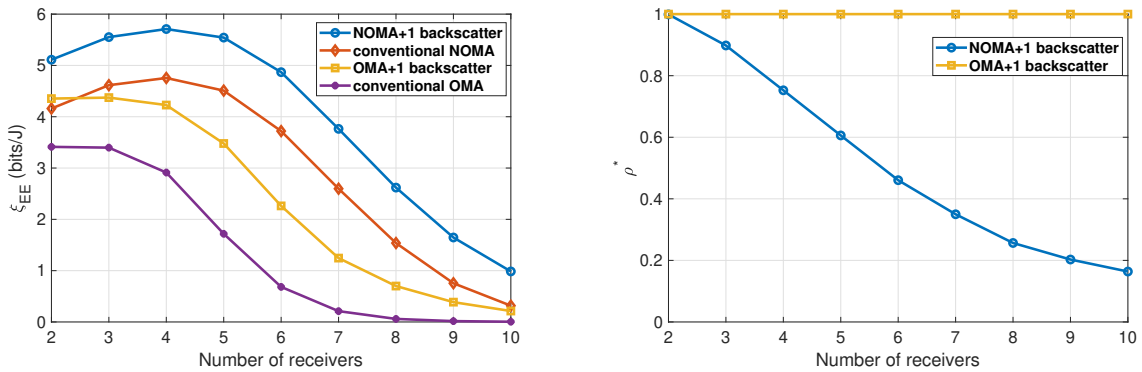 6
5
4
3
2
1
0
ξEE (bits/J)
NOMA+1 backscatter
conventional NOMA
OMA+1 backscatter
conventional OMA
2 3 4 5 6 7 8 9 10
Number of receivers
1
0.8
0.6
0.4
0.2
0
ρ*
NOMA+1 backscatter
OMA+1 backscatter
2 3 4 5 6 7 8 9 10
Number of receivers